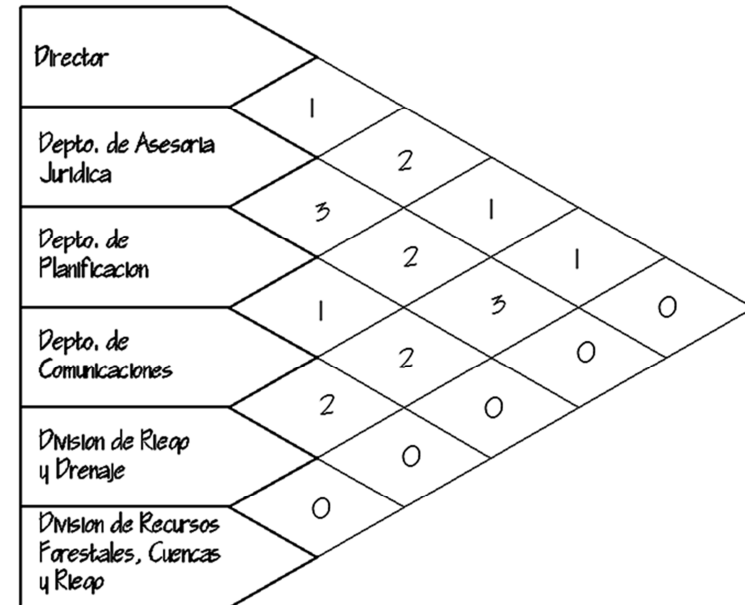 Director
Depto. de Asesoria
Juridica
Depto. de
Planificacion
Depto. de
Comunicaciones
Division de Riego
y Drenaje
Division de Recursos
Forestales, Cuencas
y Riego
1
2
3 1
2 1
1 3 0
2 0
2 0
0
0